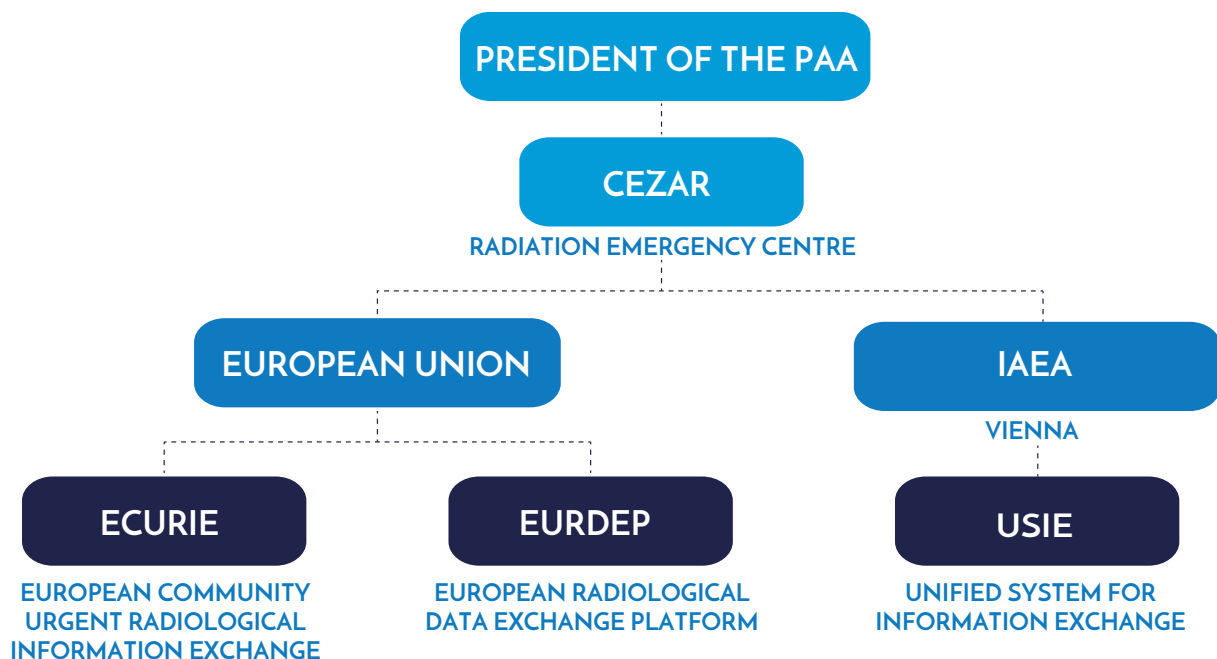 PRESIDENT OF THE PAA
CEZAR
RADIATION EMERGENCY CENTRE
EUROPEAN UNION
IAEA
VIENNA
ECURIE
EUROPEAN COMMUNITY
URGENT RADIOLOGICAL
INFORMATION EXCHANGE
EURDEP
EUROPEAN RADIOLOGICAL
DATA EXCHANGE PLATFORM
USIE
UNIFIED SYSTEM FOR
INFORMATION EXCHANGE